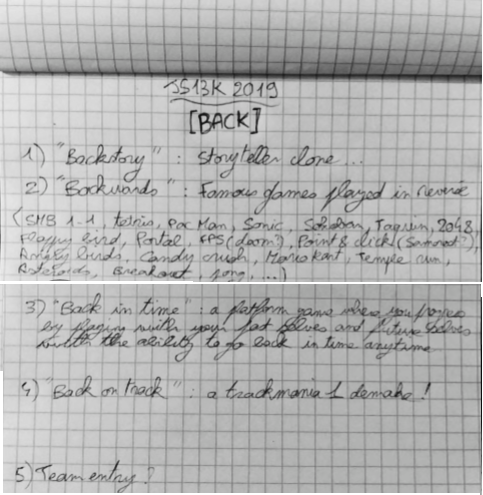 JS13K 2019
[BACK]
1) "Backstory" : storyteller clone ...
2) "Backwards" : Famous games played in reverse
(SMB 1-1, tetris, Pac Man, Sonic, Sokoban, Taquin, 2048,
Flappy bird, Portal, FPS (doom?), Point & click (Samorost?),
Angry birds, Candy crush, Mario kart, Temple run,
Asteroids, Breakout, pong, ...)
3) "Back in time" : a platform game where you
by playing with your past selves and future selves
with the ability to go back in time anytime
4) "Back on track" : a trackmania 1 demake !
5) Team entry ?